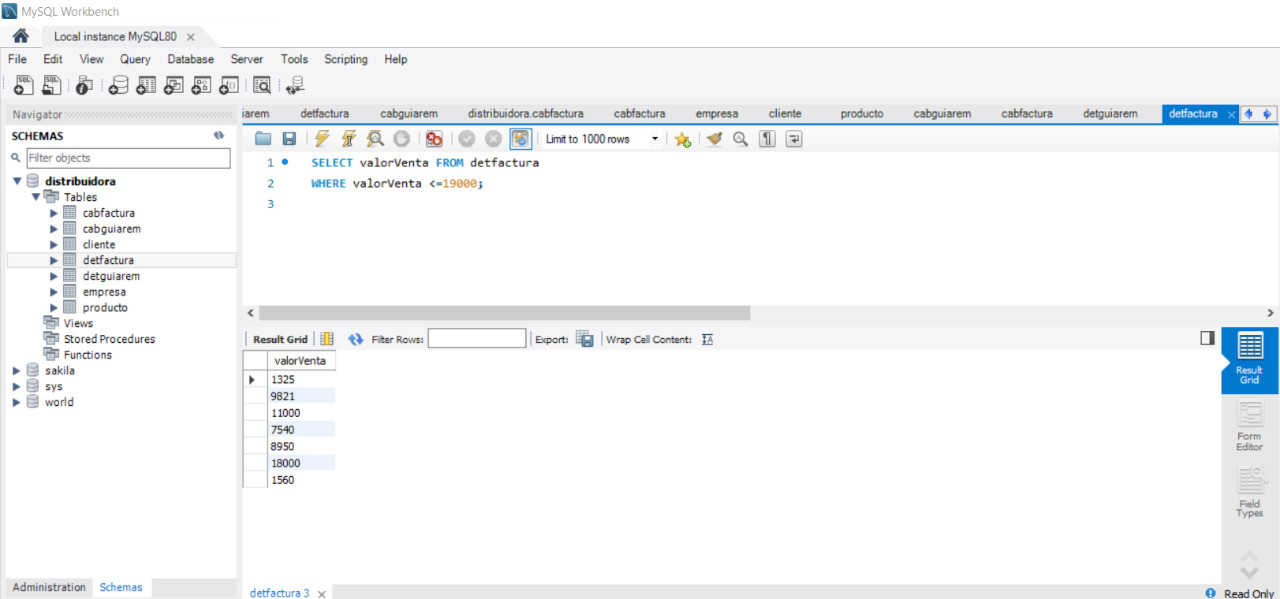 MySQL Workbench
Local instance MySQL80
File Edit View Query Database Server Tools Scripting Help
Navigator
SCHEMAS
Filter objects
distribuidora
Tables
cabfactura
cabguiarem
cliente
detfactura
detguiarem
empresa
producto
Views
Stored Procedures
Functions
sakila
sys
world
Administration Schemas
iarem detfactura cabguiarem distribuidora.cabfactura cabfactura empresa cliente producto cabguiarem cabfactura detguiarem detfactura
Limit to 1000 rows
1 SELECT valorVenta FROM detfactura
2 WHERE valorVenta <=19000;
3
Result Grid Filter Rows: Export: Wrap Cell Content:
valorVenta
1325
9821
11000
7540
8950
18000
1560
Result
Grid
Form
Editor
Field
Types
detfactura 3
Read Only